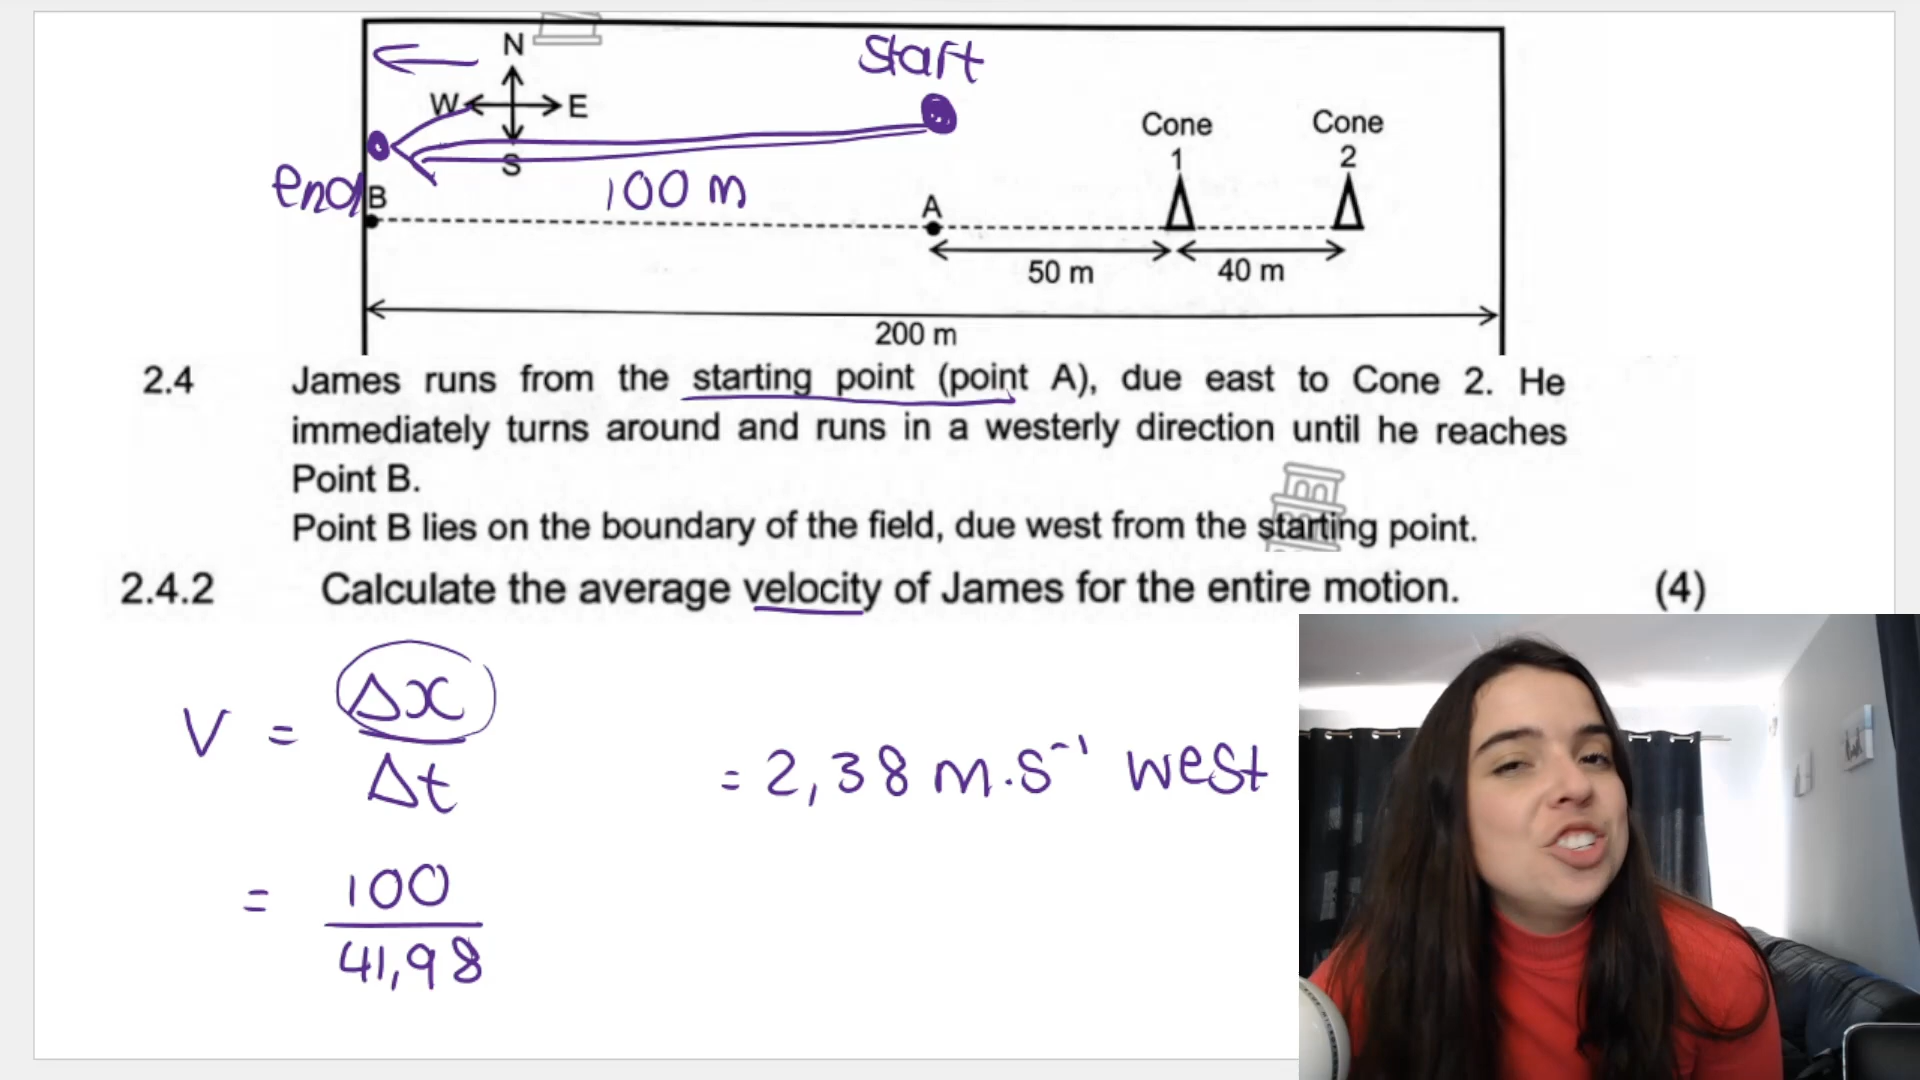 N
start
W E
Cone Cone
1 2
S
end B
100 m
A
50 m 40 m
200 m
2.4 James runs from the starting point (point A), due east to Cone 2. He
immediately turns around and runs in a westerly direction until he reaches
Point B.
Point B lies on the boundary of the field, due west from the starting point.
2.4.2 Calculate the average velocity of James for the entire motion. (4)
V = Δx
Δt
= 2,38 m.s⁻¹ west
= 100
41,98